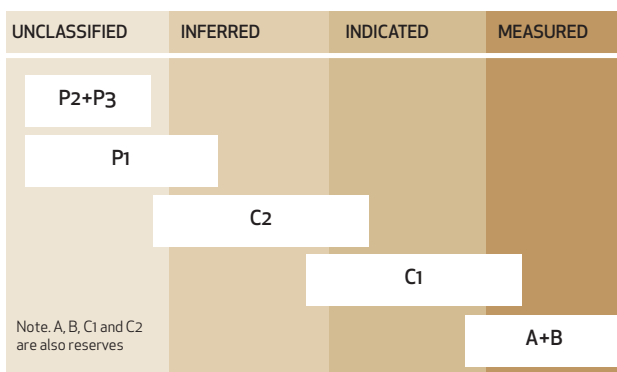 UNCLASSIFIED INFERRED INDICATED MEASURED
P2+P3
P1
C2
C1
A+B
Note. A, B, C1 and C2
are also reserves